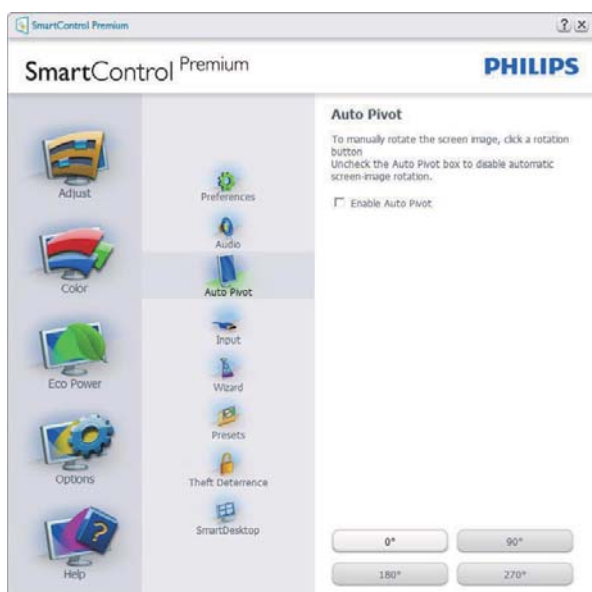 SmartControl Premium
? x
SmartControl Premium
PHILIPS
Adjust
Color
Eco Power
Options
Help
Preferences
Audio
Auto Pivot
Input
Wizard
Presets
Theft Deterrence
SmartDesktop
Auto Pivot
To manually rotate the screen image, click a rotation
button
Uncheck the Auto Pivot box to disable automatic
screen-image rotation.
Enable Auto Pivot
0°
90°
180°
270°